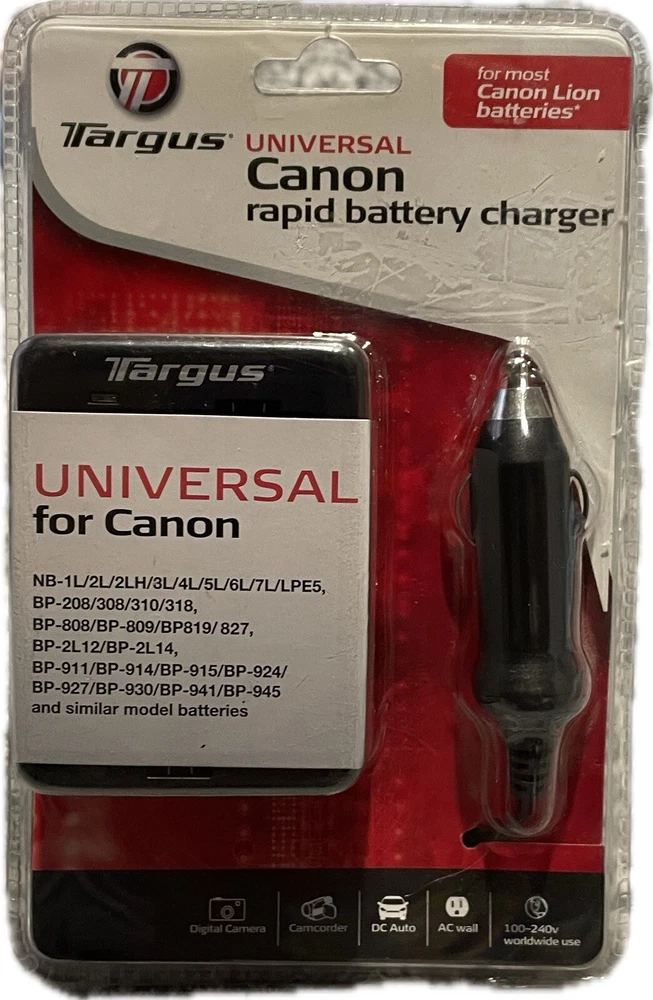 Targus
for most
Canon Lion
batteries*
UNIVERSAL
Canon
rapid battery charger
Targus
UNIVERSAL
for Canon
NB-1L/2L/2LH/3L/4L/5L/6L/7L/LPE5,
BP-208/308/310/318,
BP-808/BP-809/BP819/ 827,
BP-2L12/BP-2L14,
BP-911/BP-914/BP-915/BP-924/
BP-927/BP-930/BP-941/BP-945
and similar model batteries
Digital Camera
Camcorder
DC Auto
AC wall
100-240v
worldwide use